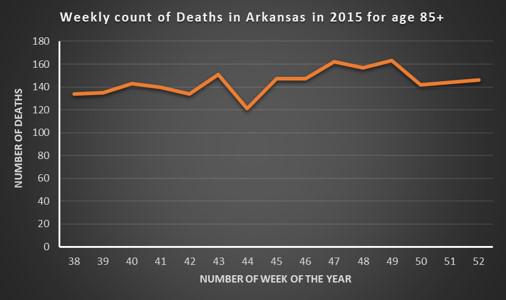 Weekly count of Deaths in Arkansas in 2015 for age 85+
180
160
140
120
100
80
60
40
20
0
NUMBER OF DEATHS
38 39 40 41 42 43 44 45 46 47 48 49 50 51 52
NUMBER OF WEEK OF THE YEAR